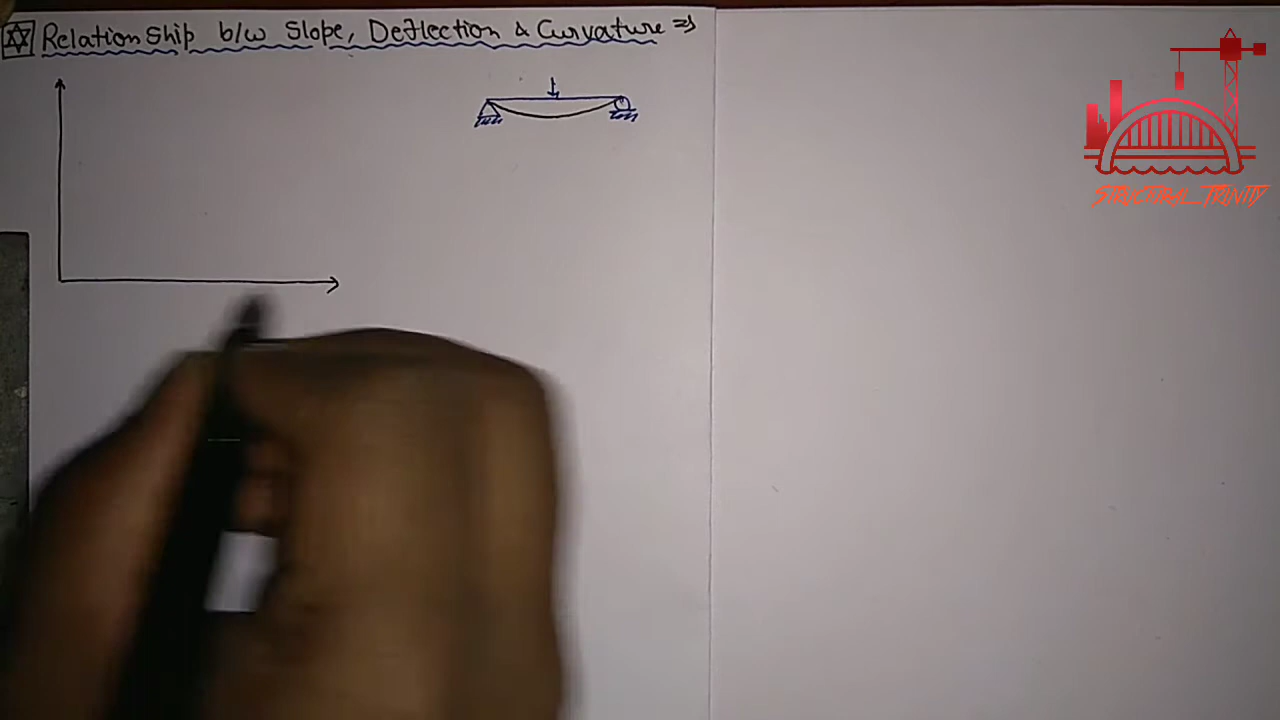 Relationship b/w Slope, Deflection & Curvature ⇒
STRUCTURAL_TRINITY